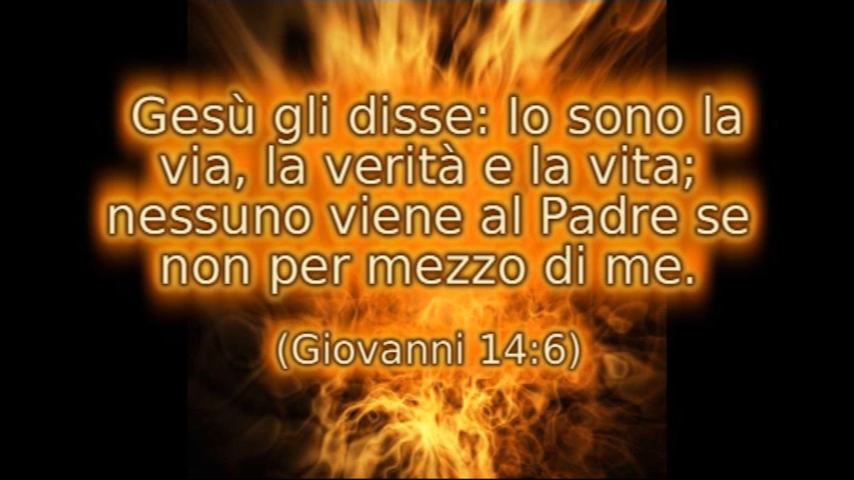 Gesù gli disse: Io sono la
via, la verità e la vita;
nessuno viene al Padre se
non per mezzo di me.
(Giovanni 14:6)